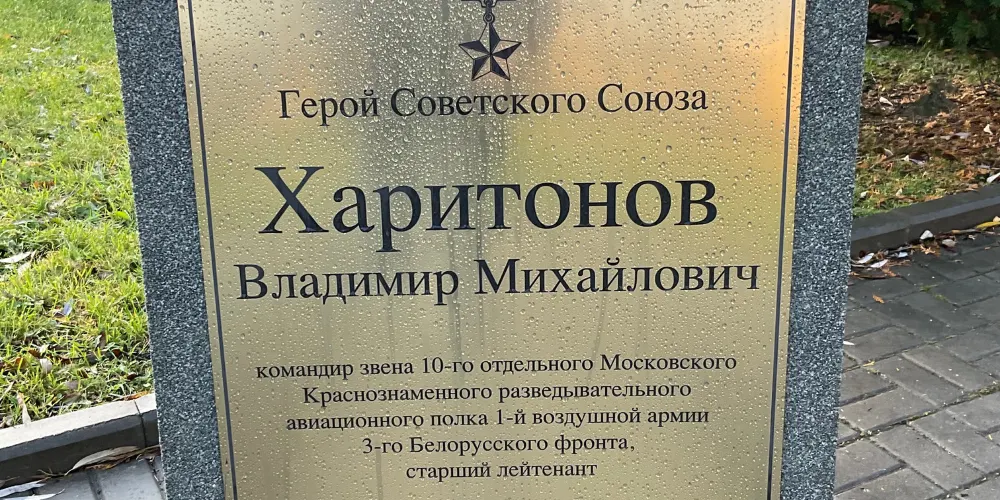 Герой Советского Союза
Харитонов
Владимир Михайлович
командир звена 10-го отдельного Московского
Краснознаменного разведывательного
авиационного полка 1-й воздушной армии
3-го Белорусского фронта,
старший лейтенант